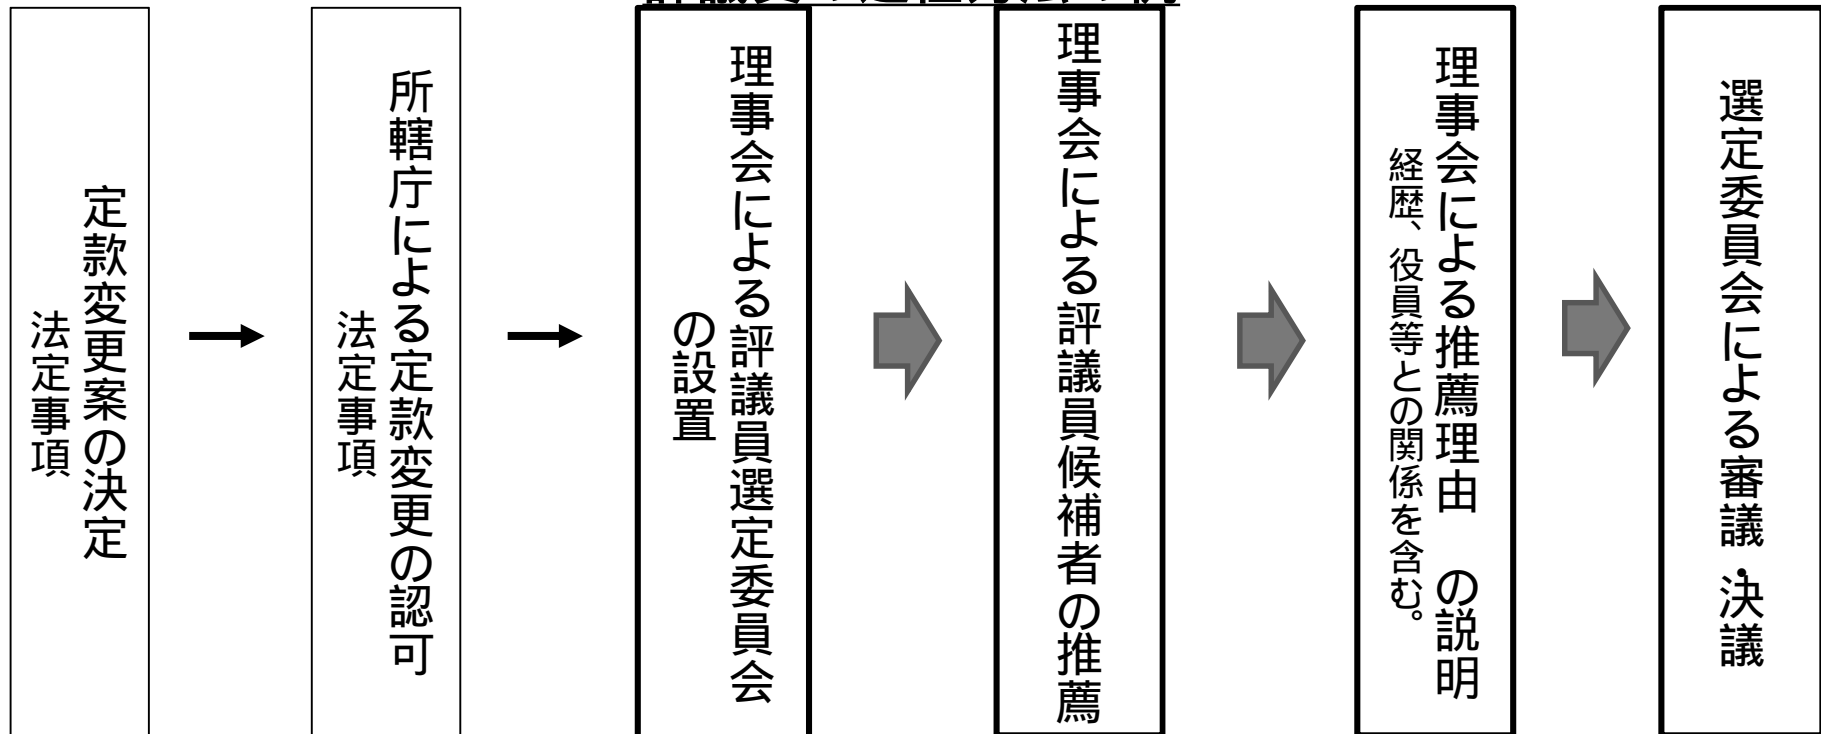 定款変更案の決定
法定事項
所轄庁による定款変更の認可
法定事項
理事会による評議員選定委員会
の設置
理事会による評議員候補者の推薦
理事会による推薦理由　の説明
経歴、役員等との関係を含む。
選定委員会による審議・決議